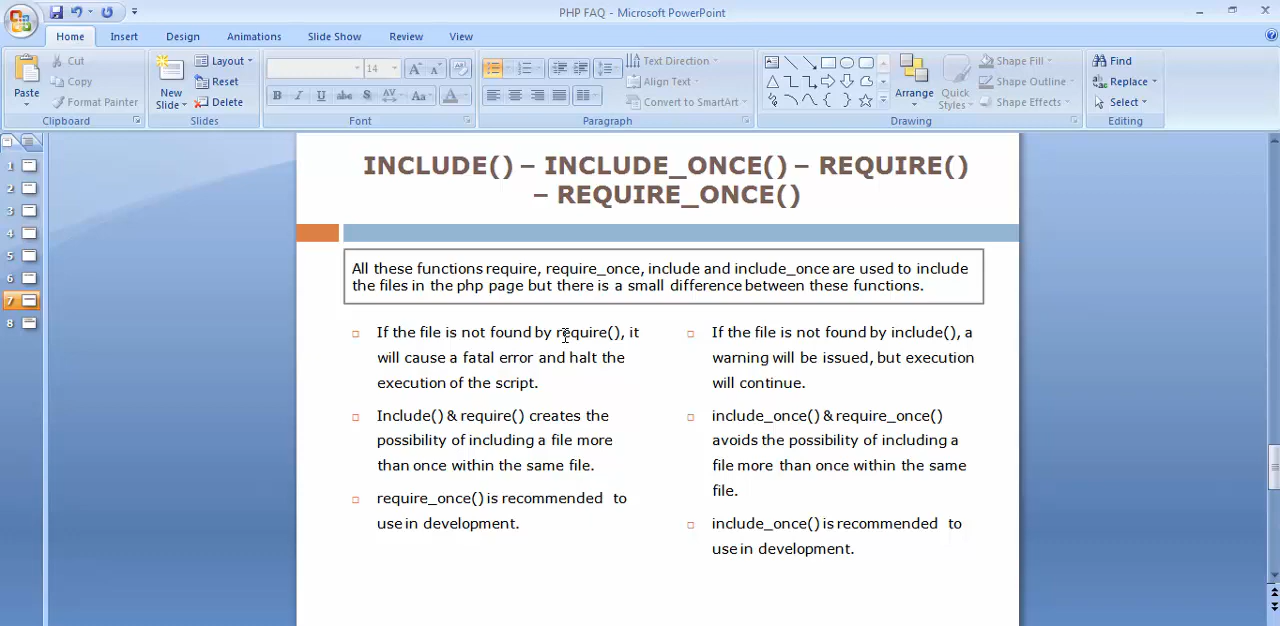 PHP FAQ - Microsoft PowerPoint
Home Insert Design Animations Slide Show Review View
Paste
Cut
Copy
Format Painter
Clipboard
New
Slide
Layout
Reset
Delete
Slides
14
A A
B I U abc S AV Aa A
Font
Text Direction
Align Text
Convert to SmartArt
Paragraph
Arrange
Quick
Styles
Shape Fill
Shape Outline
Shape Effects
Drawing
Find
Replace
Select
Editing
1
2
3
4
5
6
7
8
INCLUDE() – INCLUDE_ONCE() – REQUIRE()
– REQUIRE_ONCE()
All these functions require, require_once, include and include_once are used to include
the files in the php page but there is a small difference between these functions.
If the file is not found by require(), it
will cause a fatal error and halt the
execution of the script.
Include() & require() creates the
possibility of including a file more
than once within the same file.
require_once() is recommended to
use in development.
If the file is not found by include(), a
warning will be issued, but execution
will continue.
include_once() & require_once()
avoids the possibility of including a
file more than once within the same
file.
include_once() is recommended to
use in development.